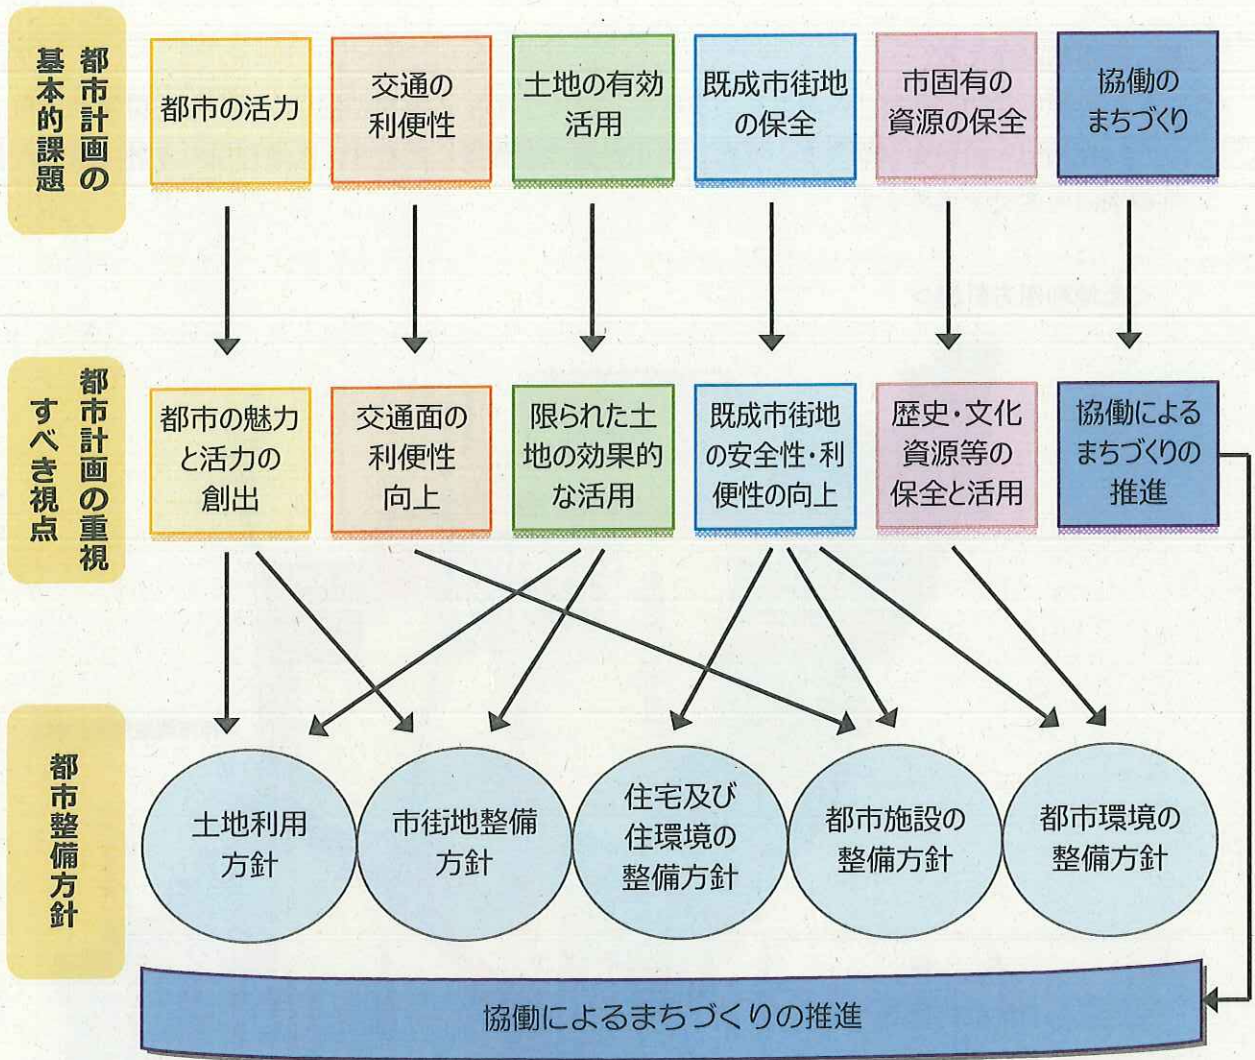 都市計画の
基本的課題
都市の活力
交通の
利便性
土地の有効
活用
既成市街地
の保全
市固有の
資源の保全
協働の
まちづくり
都市計画の重視
すべき視点
都市の魅力
と活力の
創出
交通面の
利便性
向上
限られた土
地の効果的
な活用
既成市街地
の安全性・利
便性の向上
歴史・文化
資源等の
保全と活用
協働による
まちづくりの
推進
都市整備方針
土地利用
方針
市街地整備
方針
住宅及び
住環境の
整備方針
都市施設の
整備方針
都市環境の
整備方針
協働によるまちづくりの推進